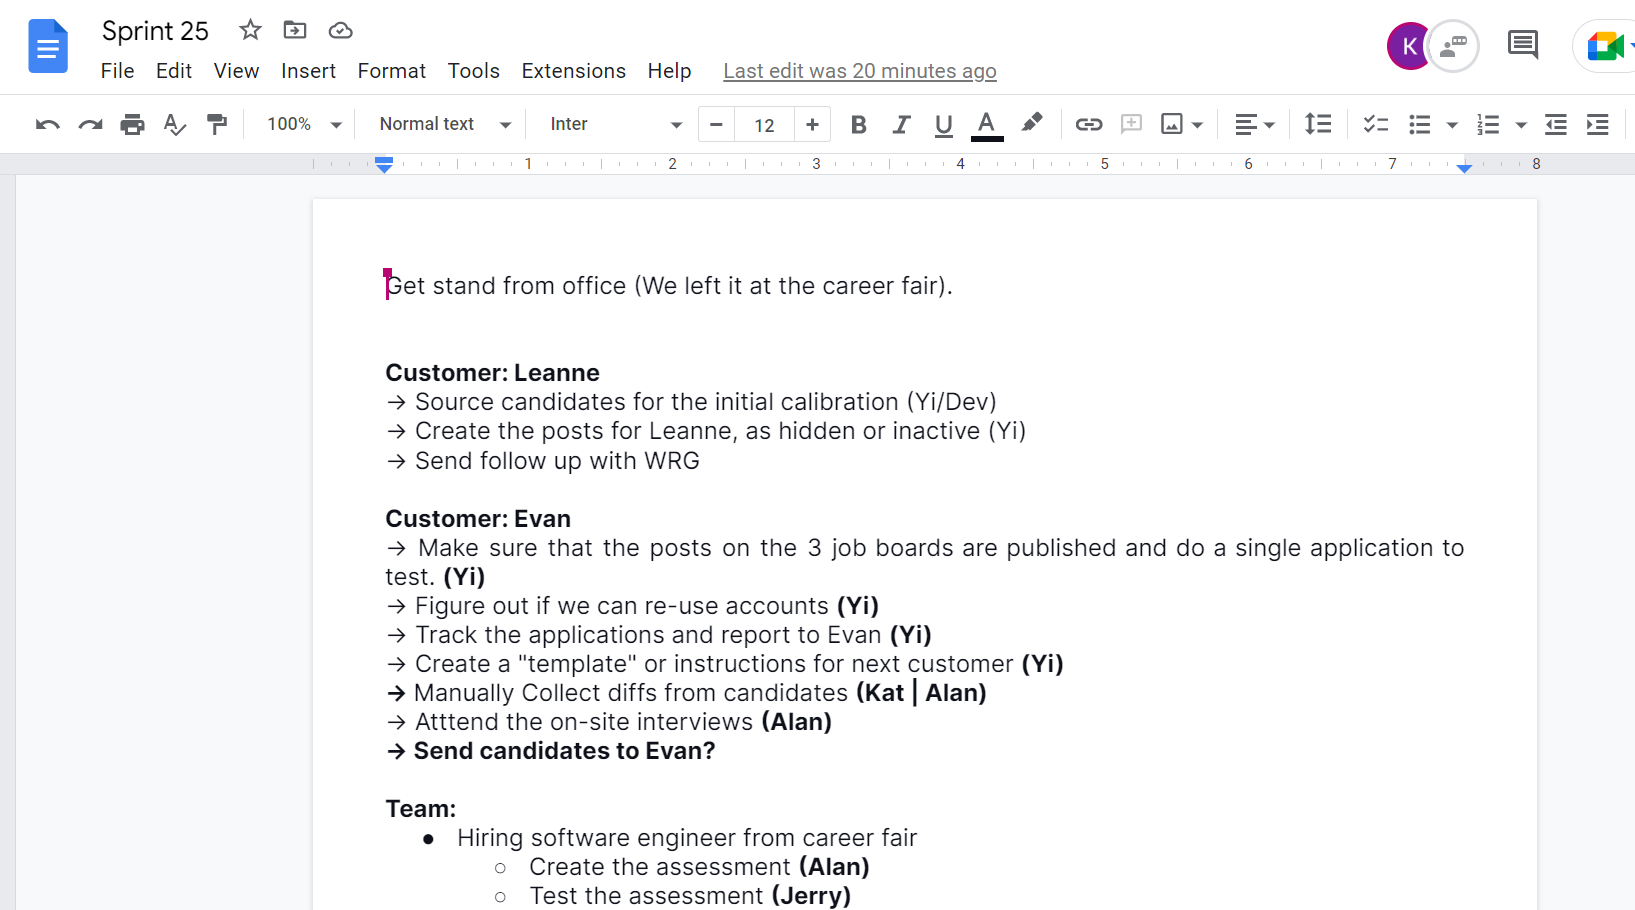 Sprint 25
File Edit View Insert Format Tools Extensions Help Last edit was 20 minutes ago
K
100% Normal text Inter − 12 + B I U A
1 2 3 4 5 6 7 8
Get stand from office (We left it at the career fair).
Customer: Leanne
→ Source candidates for the initial calibration (Yi/Dev)
→ Create the posts for Leanne, as hidden or inactive (Yi)
→ Send follow up with WRG
Customer: Evan
→ Make sure that the posts on the 3 job boards are published and do a single application to
test. (Yi)
→ Figure out if we can re-use accounts (Yi)
→ Track the applications and report to Evan (Yi)
→ Create a "template" or instructions for next customer (Yi)
→ Manually Collect diffs from candidates (Kat | Alan)
→ Atttend the on-site interviews (Alan)
→ Send candidates to Evan?
Team:
● Hiring software engineer from career fair
○ Create the assessment (Alan)
○ Test the assessment (Jerry)